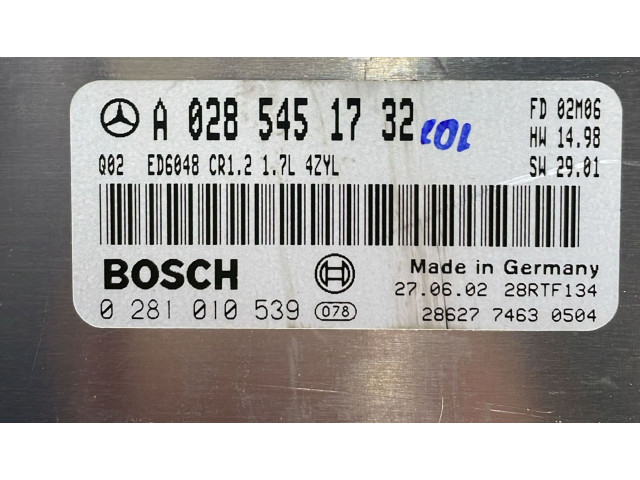 A 028 545 17 32
FD 02M06
HW 14.98
Q02 ED6048 CR1.2 1.7L 4ZYL
SW 29.01
BOSCH
Made in Germany
0 281 010 539 078
27.06.02 28RTF134
28627 7463 0504